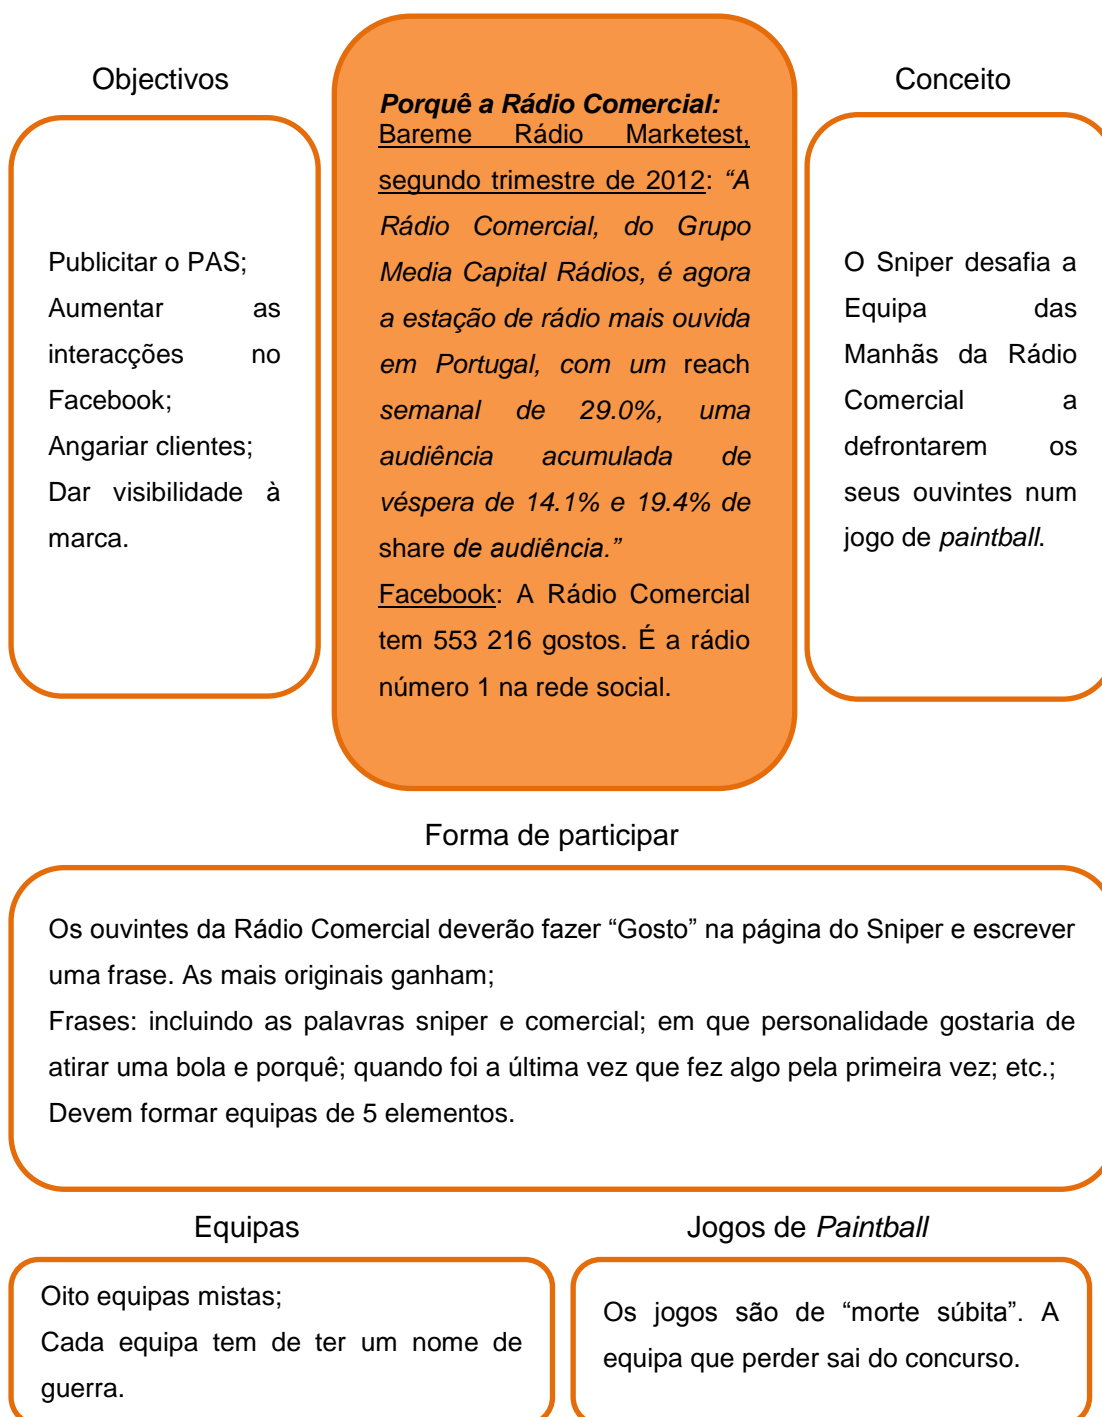 Objectivos
Publicitar o PAS;
Aumentar as
interacções no
Facebook;
Angariar clientes;
Dar visibilidade à
marca.
Porquê a Rádio Comercial:
Bareme Rádio Marketest,
segundo trimestre de 2012: “A
Rádio Comercial, do Grupo
Media Capital Rádios, é agora
a estação de rádio mais ouvida
em Portugal, com um reach
semanal de 29.0%, uma
audiência acumulada de
véspera de 14.1% e 19.4% de
share de audiência.”
Facebook: A Rádio Comercial
tem 553 216 gostos. É a rádio
número 1 na rede social.
Conceito
O Sniper desafia a
Equipa das
Manhãs da Rádio
Comercial a
defrontarem os
seus ouvintes num
jogo de paintball.
Forma de participar
Os ouvintes da Rádio Comercial deverão fazer “Gosto” na página do Sniper e escrever
uma frase. As mais originais ganham;
Frases: incluindo as palavras sniper e comercial; em que personalidade gostaria de
atirar uma bola e porquê; quando foi a última vez que fez algo pela primeira vez; etc.;
Devem formar equipas de 5 elementos.
Equipas
Oito equipas mistas;
Cada equipa tem de ter um nome de
guerra.
Jogos de Paintball
Os jogos são de “morte súbita”. A
equipa que perder sai do concurso.